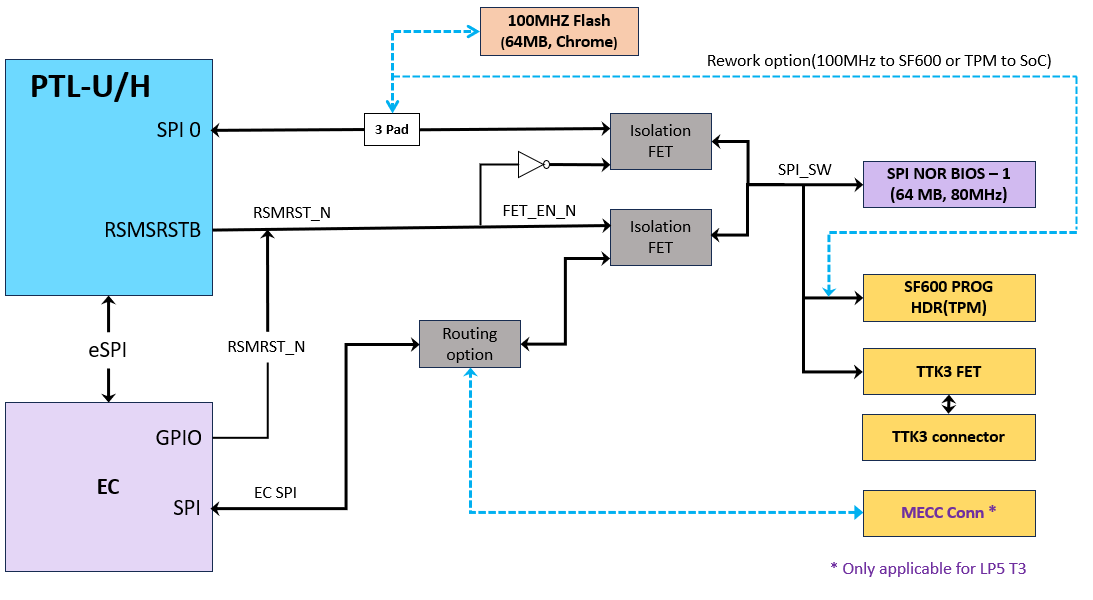 100MHZ Flash
(64MB, Chrome)
Rework option(100MHz to SF600 or TPM to SoC)
PTL-U/H
SPI 0
3 Pad
Isolation
FET
SPI_SW
SPI NOR BIOS – 1
(64 MB, 80MHz)
RSMRST_N
FET_EN_N
RSMSRSTB
Isolation
FET
SF600 PROG
HDR(TPM)
Routing
option
eSPI
RSMRST_N
TTK3 FET
TTK3 connector
GPIO
EC
EC SPI
SPI
MECC Conn *
* Only applicable for LP5 T3